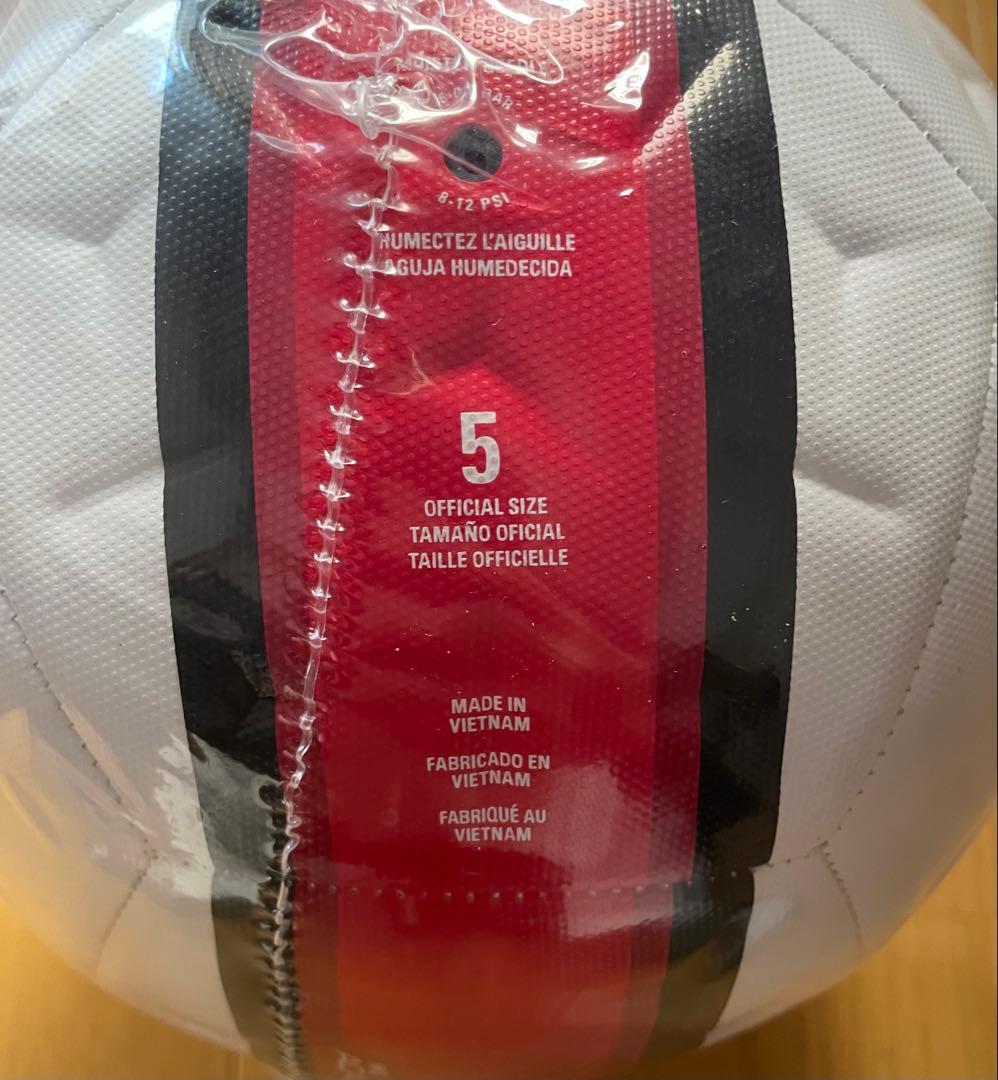 8-12 PSI
HUMECTEZ L'AIGUILLE
AGUJA HUMEDECIDA
5
OFFICIAL SIZE
TAMAÑO OFICIAL
TAILLE OFFICIELLE
MADE IN
VIETNAM
FABRICADO EN
VIETNAM
FABRIQUÉ AU
VIETNAM